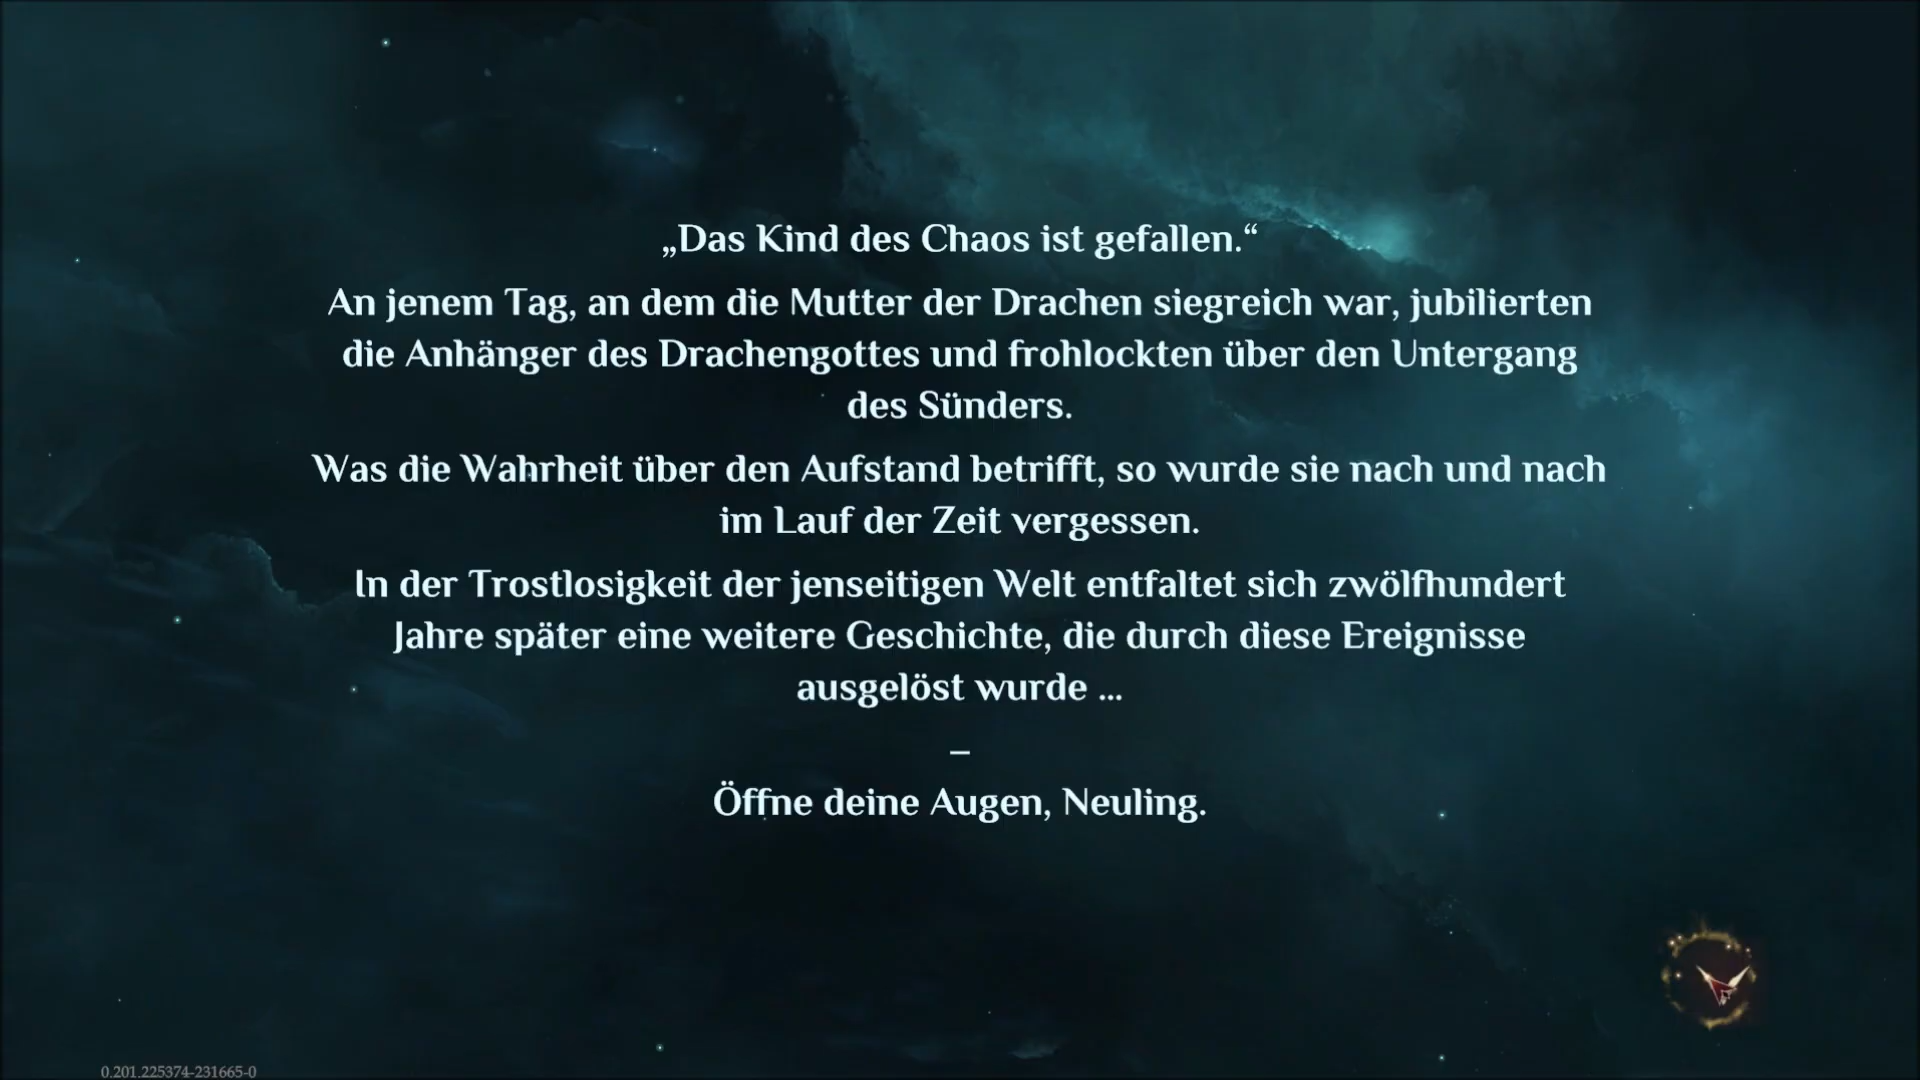 „Das Kind des Chaos ist gefallen.“
An jenem Tag, an dem die Mutter der Drachen siegreich war, jubilierten
die Anhänger des Drachengottes und frohlockten über den Untergang
des Sünders.
Was die Wahrheit über den Aufstand betrifft, so wurde sie nach und nach
im Lauf der Zeit vergessen.
In der Trostlosigkeit der jenseitigen Welt entfaltet sich zwölfhundert
Jahre später eine weitere Geschichte, die durch diese Ereignisse
ausgelöst wurde ...
–
Öffne deine Augen, Neuling.
0.201.225374-231665-0